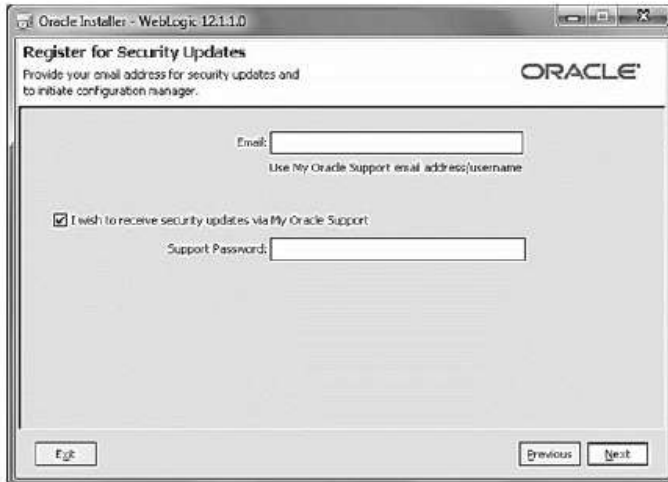 Oracle Installer - WebLogic 12.1.1.0
Register for Security Updates
Provide your email address for security updates and
to initiate configuration manager.
ORACLE
Email:
Use My Oracle Support email address/username
I wish to receive security updates via My Oracle Support
Support Password:
Exit
Previous
Next